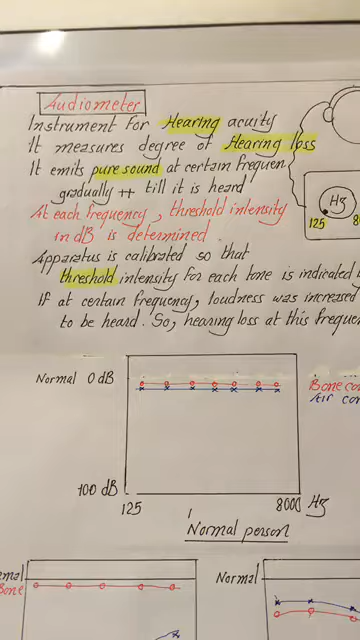 Audiometer
Instrument for Hearing acuity
It measures degree of Hearing loss
It emits pure sound at certain frequen
gradually ++ till it is heard
At each frequency, threshold intensity
in dB is determined.
Apparatus is calibrated so that
threshold intensity for each tone is indicated
If at certain frequency, loudness was increased
to be heard. So, hearing loss at this freque
Hz
125
8
Normal 0 dB
Bone co
Air con
100 dB
125
8000 Hz
Normal person
Bone
Normal